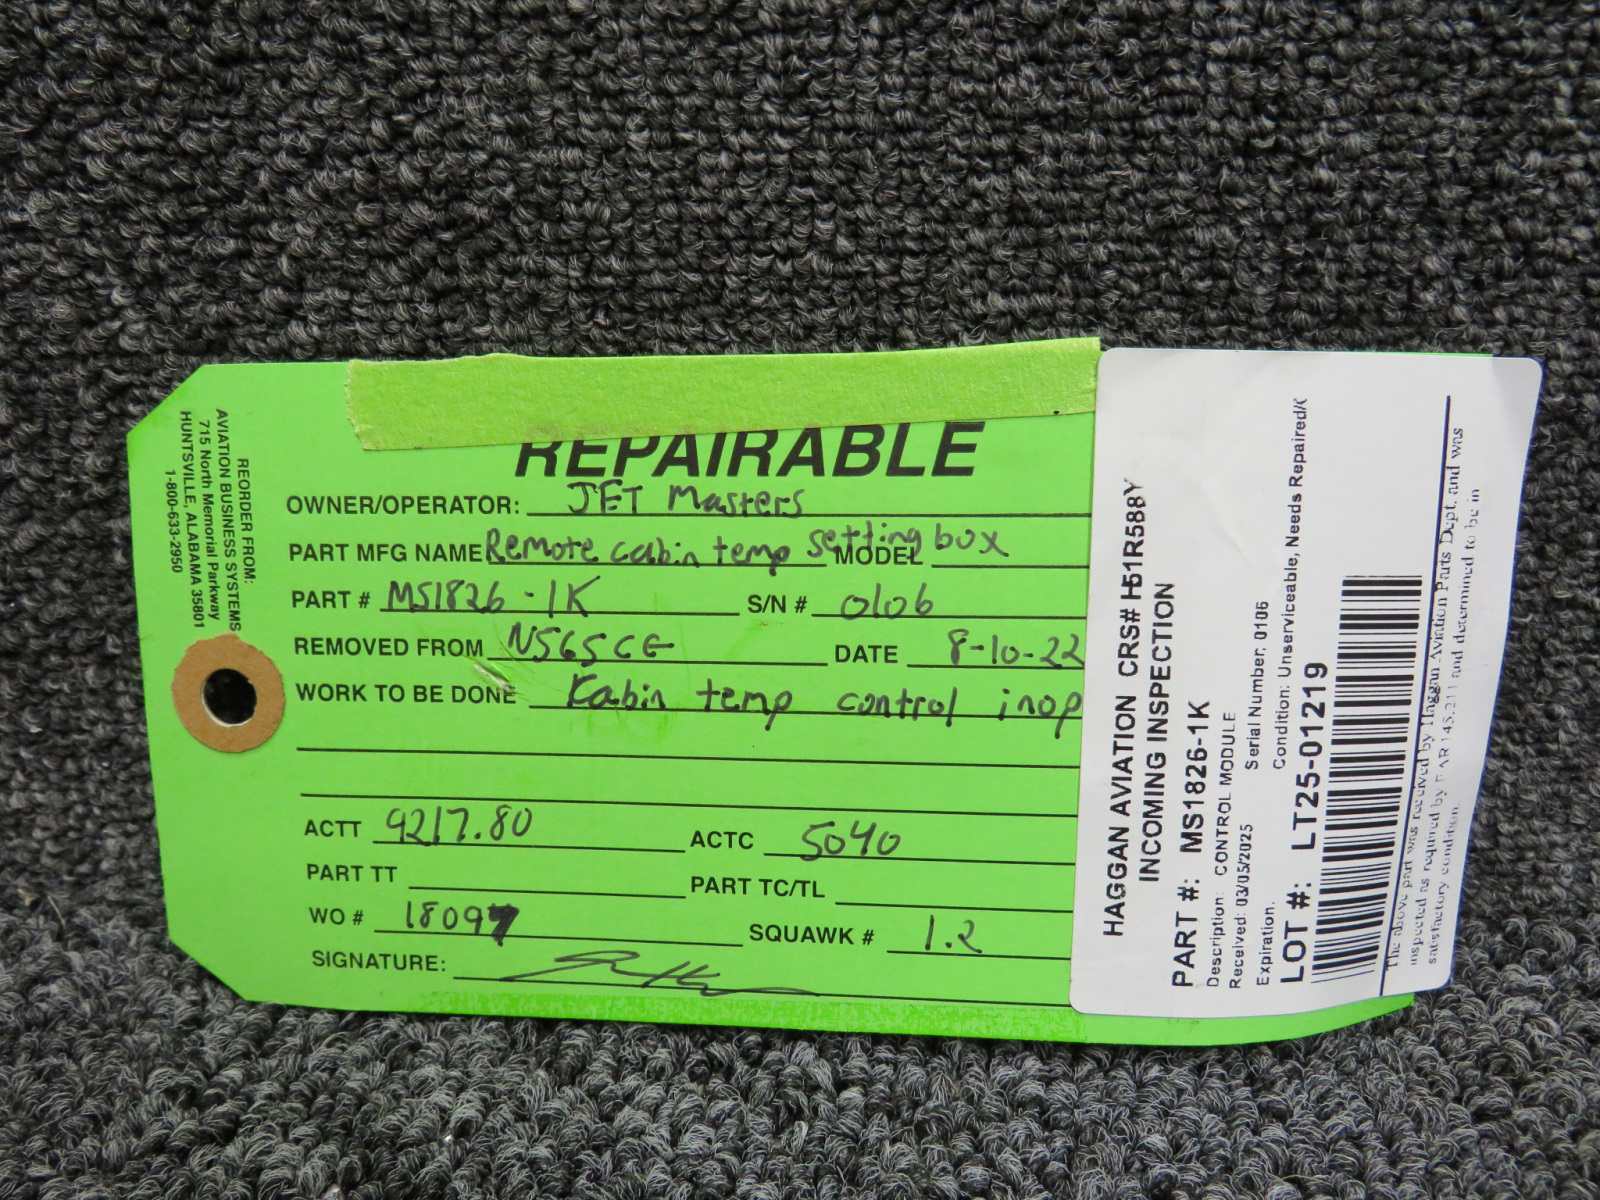 REORDER FROM:
AVIATION BUSINESS SYSTEMS
715 North Memorial Parkway
HUNTSVILLE, ALABAMA 35801
1-800-633-2950
REPAIRABLE
OWNER/OPERATOR: JET Masters
PART MFG NAME Remote cabin temp setting box MODEL
PART # MS1826-1K S/N # 0106
REMOVED FROM N565GE DATE 8-10-22
WORK TO BE DONE Kabin temp control inop
ACTT 9217.80 ACTC 5040
PART TT PART TC/TL
WO # 18097 SQUAWK # 1.2
SIGNATURE:
HAGGAN AVIATION CRS# H51R588Y
INCOMING INSPECTION
PART #: MS1826-1K
Description: CONTROL MODULE
Received: 03/05/2025 Serial Number: 0106
Expiration: Condition: Unserviceable, Needs Repaired/
LOT #: LT25-01219
The above part was received by Haggan Aviation Parts Dept. and was
inspected as required by FAR 145.211 and determined to be in
satisfactory condition